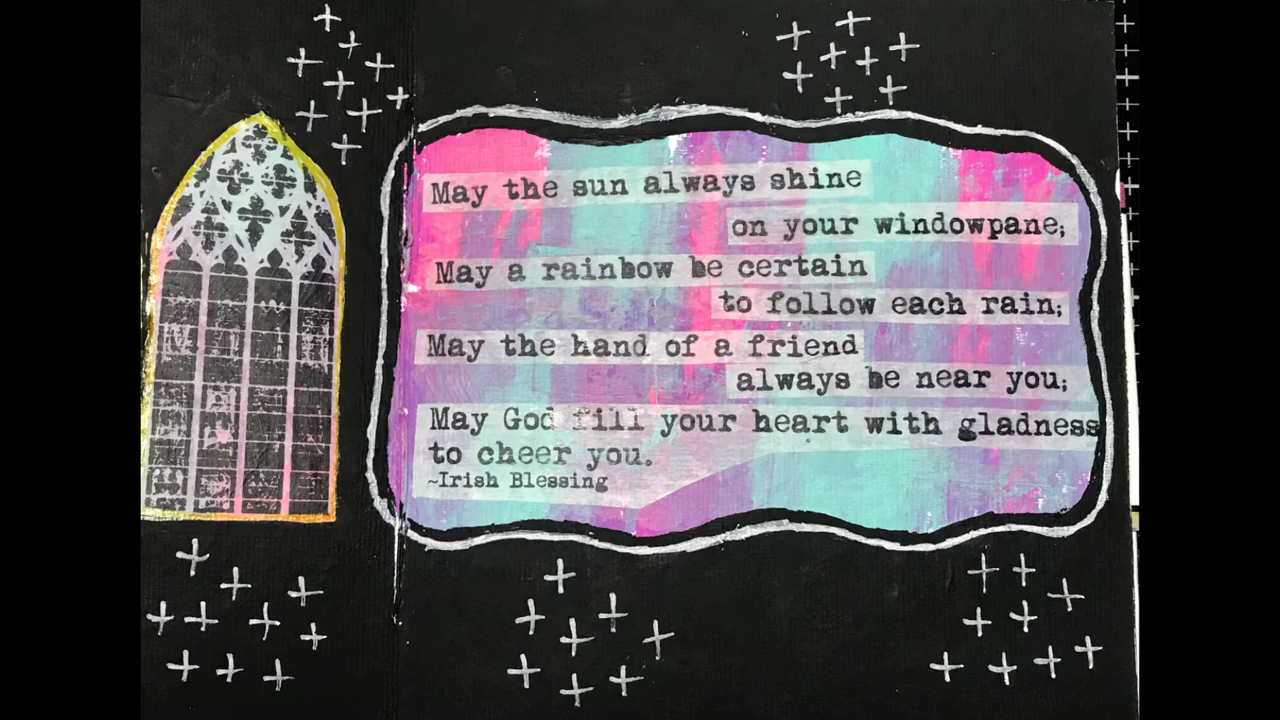 May the sun always shine
on your windowpane;
May a rainbow be certain
to follow each rain;
May the hand of a friend
always be near you;
May God fill your heart with gladness
to cheer you.
~Irish Blessing